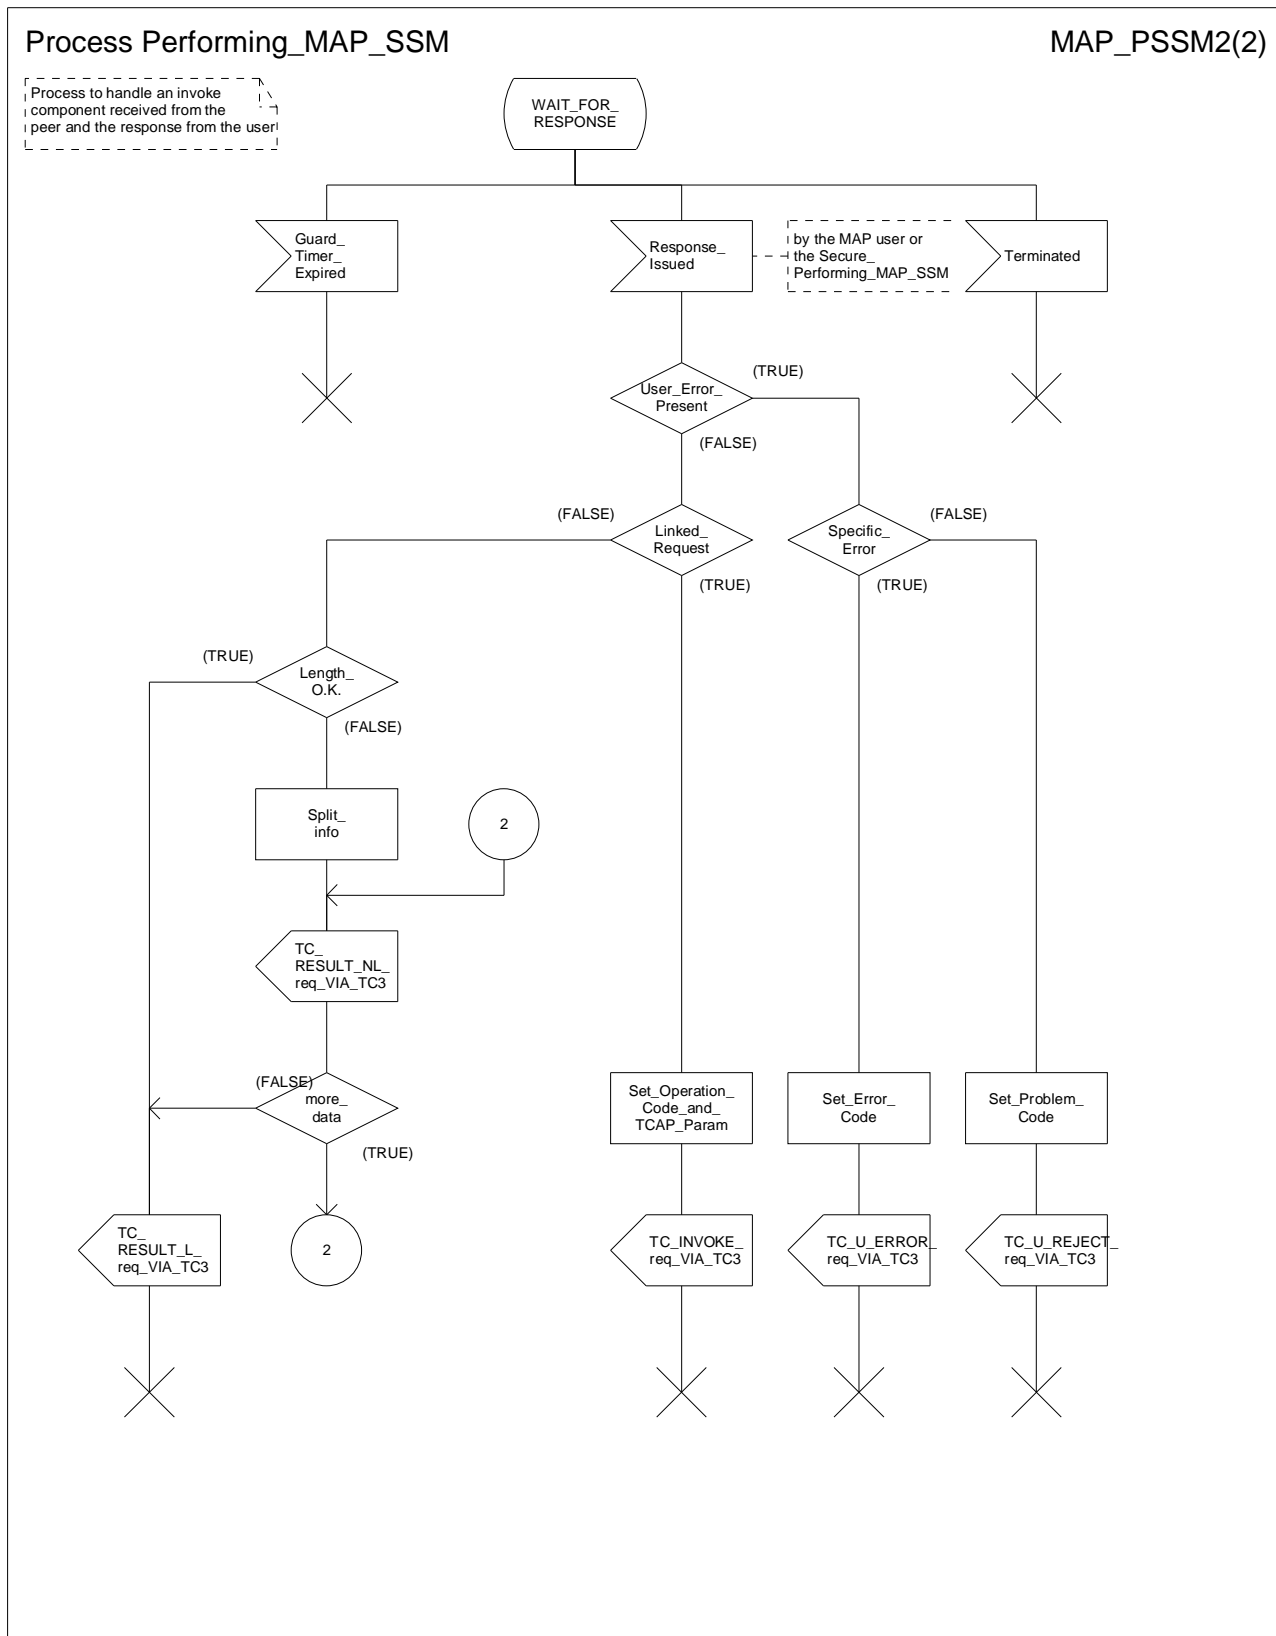 Process Performing_MAP_SSM
MAP_PSSM2(2)
Process to handle an invoke
component received from the
peer and the response from the user
WAIT_FOR_
RESPONSE
Guard_
Timer_
Expired
Response_
Issued
by the MAP user or
the Secure_
Performing_MAP_SSM
Terminated
User_Error_
Present
(TRUE)
(FALSE)
(FALSE)
Linked_
Request
(TRUE)
Specific_
Error
(FALSE)
(TRUE)
(TRUE)
Length_
O.K.
(FALSE)
Split_
info
2
TC_
RESULT_NL_
req_VIA_TC3
(FALSE)
more_
data
(TRUE)
Set_Operation_
Code_and_
TCAP_Param
Set_Error_
Code
Set_Problem_
Code
TC_
RESULT_L_
req_VIA_TC3
2
TC_INVOKE_
req_VIA_TC3
TC_U_ERROR_
req_VIA_TC3
TC_U_REJECT_
req_VIA_TC3